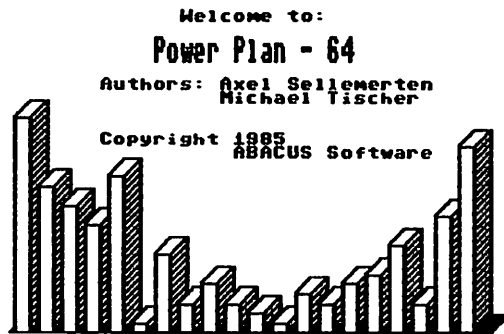 Welcome to:
Power Plan - 64
Authors: Axel Sellemerten
Michael Tischer
Copyright 1985
ABACUS Software